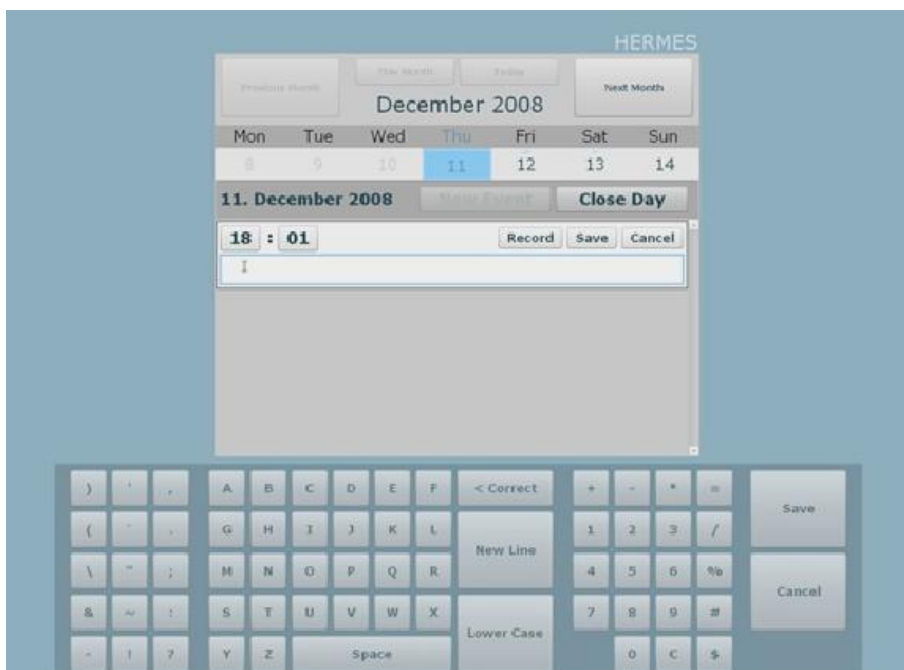 HERMES
Previous Month This Month Today Next Month
December 2008
Mon Tue Wed Thu Fri Sat Sun
8 9 10 11 12 13 14
11. December 2008 New Event Close Day
18 : 01 Record Save Cancel
) ' , A B C D E F < Correct + - * =
( ` . G H I J K L New Line 1 2 3 /
\ " ; M N O P Q R 4 5 6 %
& ~ : S T U V W X Lower Case 7 8 9 #
- ! ? Y Z Space 0 C $
Save
Cancel